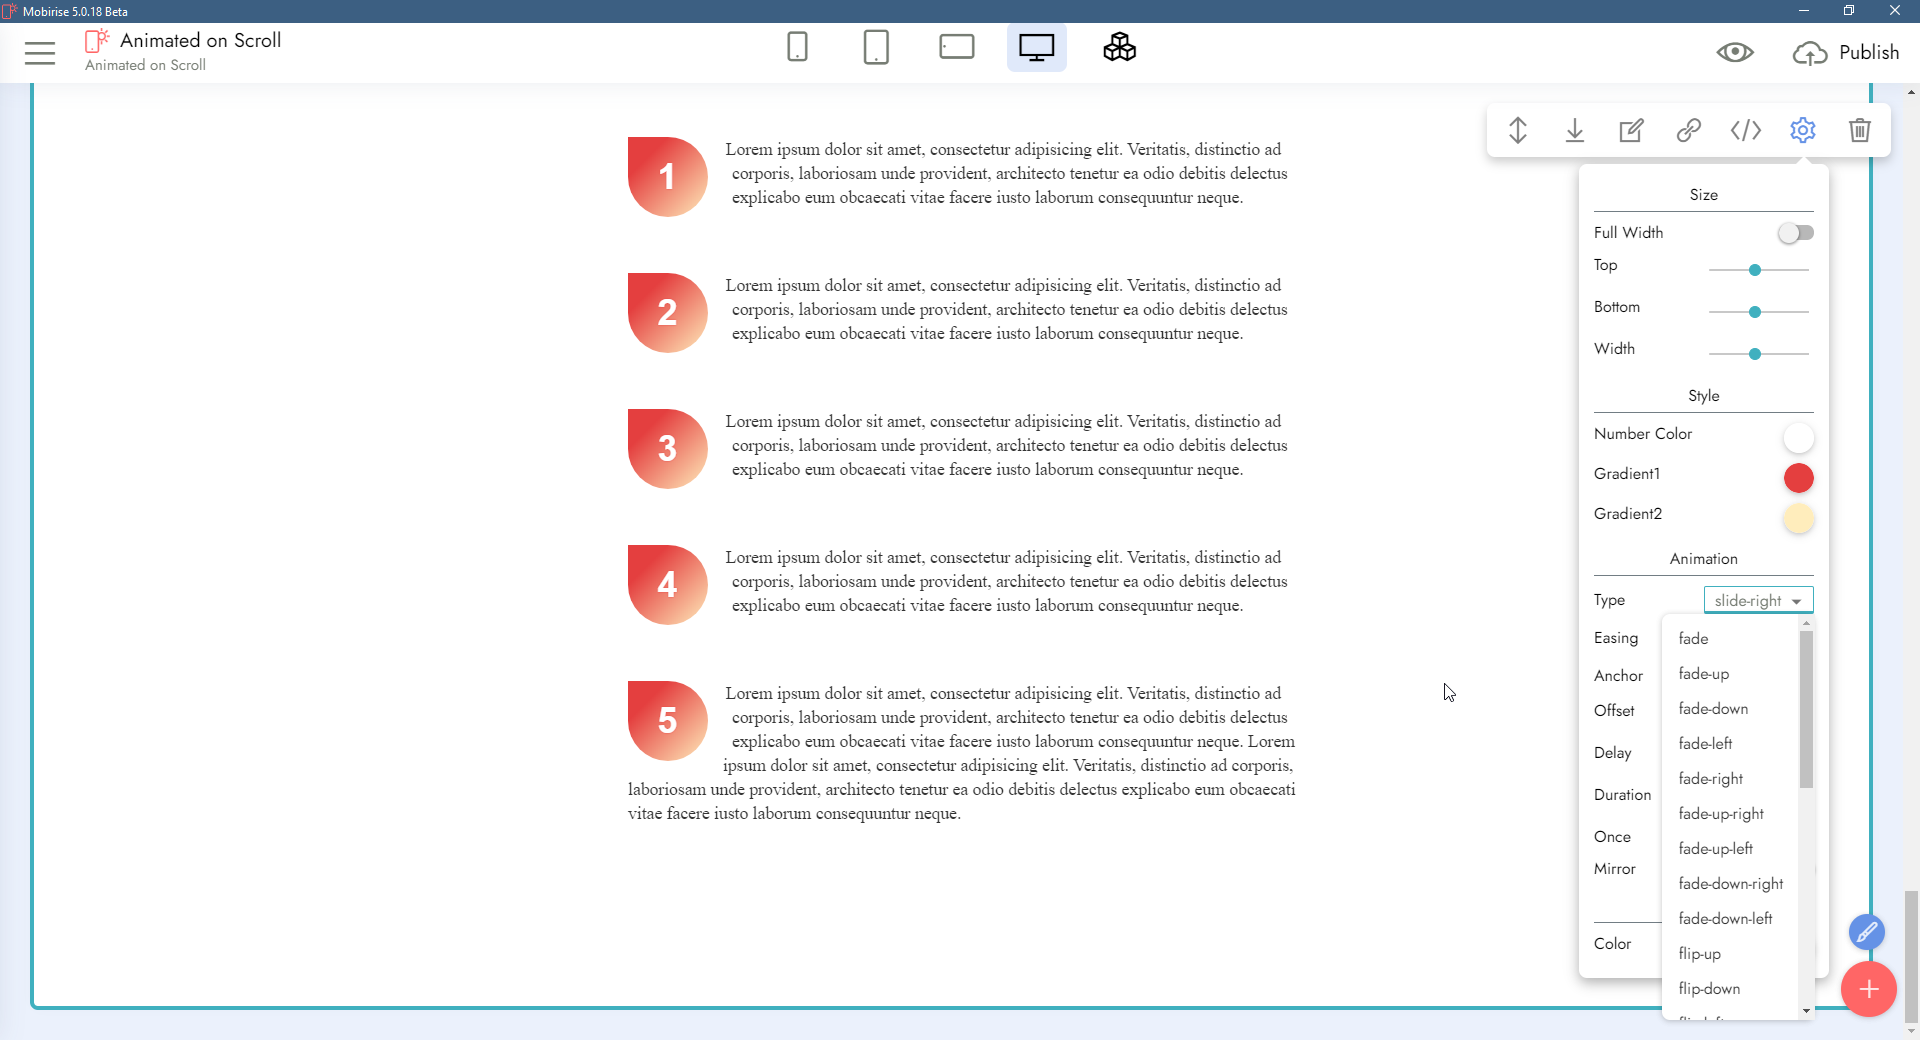 Mobirise 5.0.18 Beta
Animated on Scroll
Animated on Scroll
Publish
1
Lorem ipsum dolor sit amet, consectetur adipisicing elit. Veritatis, distinctio ad
corporis, laboriosam unde provident, architecto tenetur ea odio debitis delectus
explicabo eum obcaecati vitae facere iusto laborum consequuntur neque.
2
Lorem ipsum dolor sit amet, consectetur adipisicing elit. Veritatis, distinctio ad
corporis, laboriosam unde provident, architecto tenetur ea odio debitis delectus
explicabo eum obcaecati vitae facere iusto laborum consequuntur neque.
3
Lorem ipsum dolor sit amet, consectetur adipisicing elit. Veritatis, distinctio ad
corporis, laboriosam unde provident, architecto tenetur ea odio debitis delectus
explicabo eum obcaecati vitae facere iusto laborum consequuntur neque.
4
Lorem ipsum dolor sit amet, consectetur adipisicing elit. Veritatis, distinctio ad
corporis, laboriosam unde provident, architecto tenetur ea odio debitis delectus
explicabo eum obcaecati vitae facere iusto laborum consequuntur neque.
5
Lorem ipsum dolor sit amet, consectetur adipisicing elit. Veritatis, distinctio ad
corporis, laboriosam unde provident, architecto tenetur ea odio debitis delectus
explicabo eum obcaecati vitae facere iusto laborum consequuntur neque. Lorem
ipsum dolor sit amet, consectetur adipisicing elit. Veritatis, distinctio ad corporis,
laboriosam unde provident, architecto tenetur ea odio debitis delectus explicabo eum obcaecati
vitae facere iusto laborum consequuntur neque.
Size
Full Width
Top
Bottom
Width
Style
Number Color
Gradient1
Gradient2
Animation
Type
slide-right
Easing
Anchor
Offset
Delay
Duration
Once
Mirror
Color
fade
fade-up
fade-down
fade-left
fade-right
fade-up-right
fade-up-left
fade-down-right
fade-down-left
flip-up
flip-down